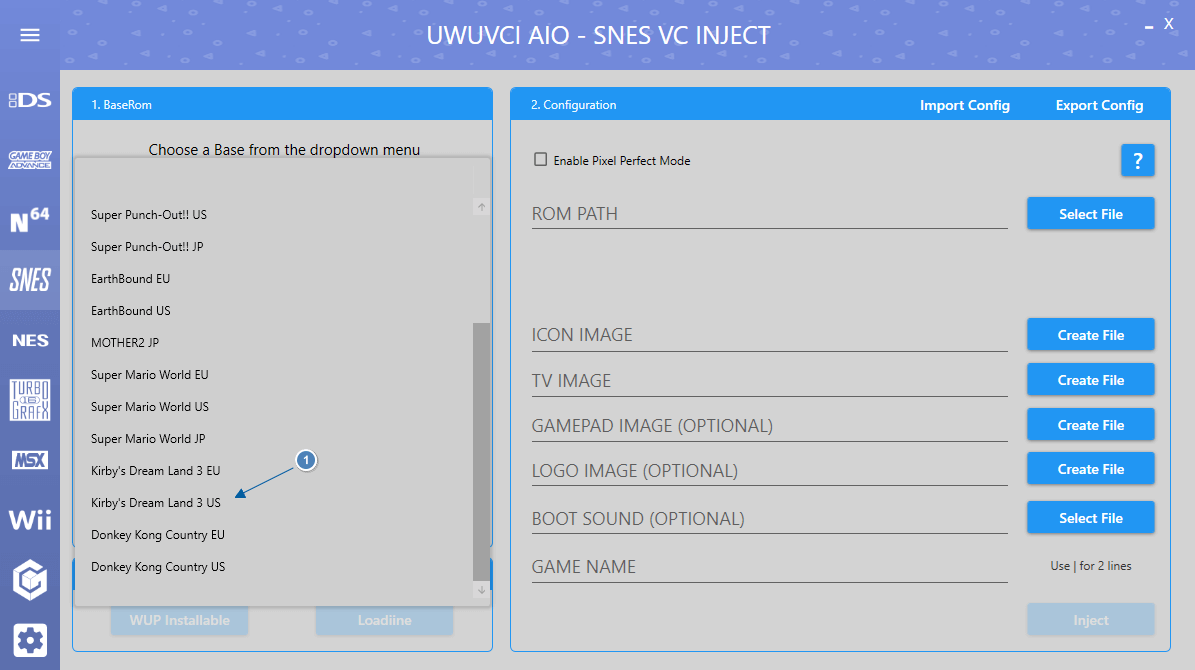 UWUVCI AIO - SNES VC INJECT
X
DS
GAME BOY ADVANCE
N64
SNES
NES
TURBO 16 GRAFX
MSX
Wii
1. BaseRom
Choose a Base from the dropdown menu
Super Punch-Out!! US
Super Punch-Out!! JP
EarthBound EU
EarthBound US
MOTHER2 JP
Super Mario World EU
Super Mario World US
Super Mario World JP
Kirby's Dream Land 3 EU
1
Kirby's Dream Land 3 US
Donkey Kong Country EU
Donkey Kong Country US
WUP Installable
Loadiine
2. Configuration
Import Config
Export Config
Enable Pixel Perfect Mode
?
ROM PATH
Select File
ICON IMAGE
Create File
TV IMAGE
Create File
GAMEPAD IMAGE (OPTIONAL)
Create File
LOGO IMAGE (OPTIONAL)
Create File
BOOT SOUND (OPTIONAL)
Select File
GAME NAME
Use | for 2 lines
Inject